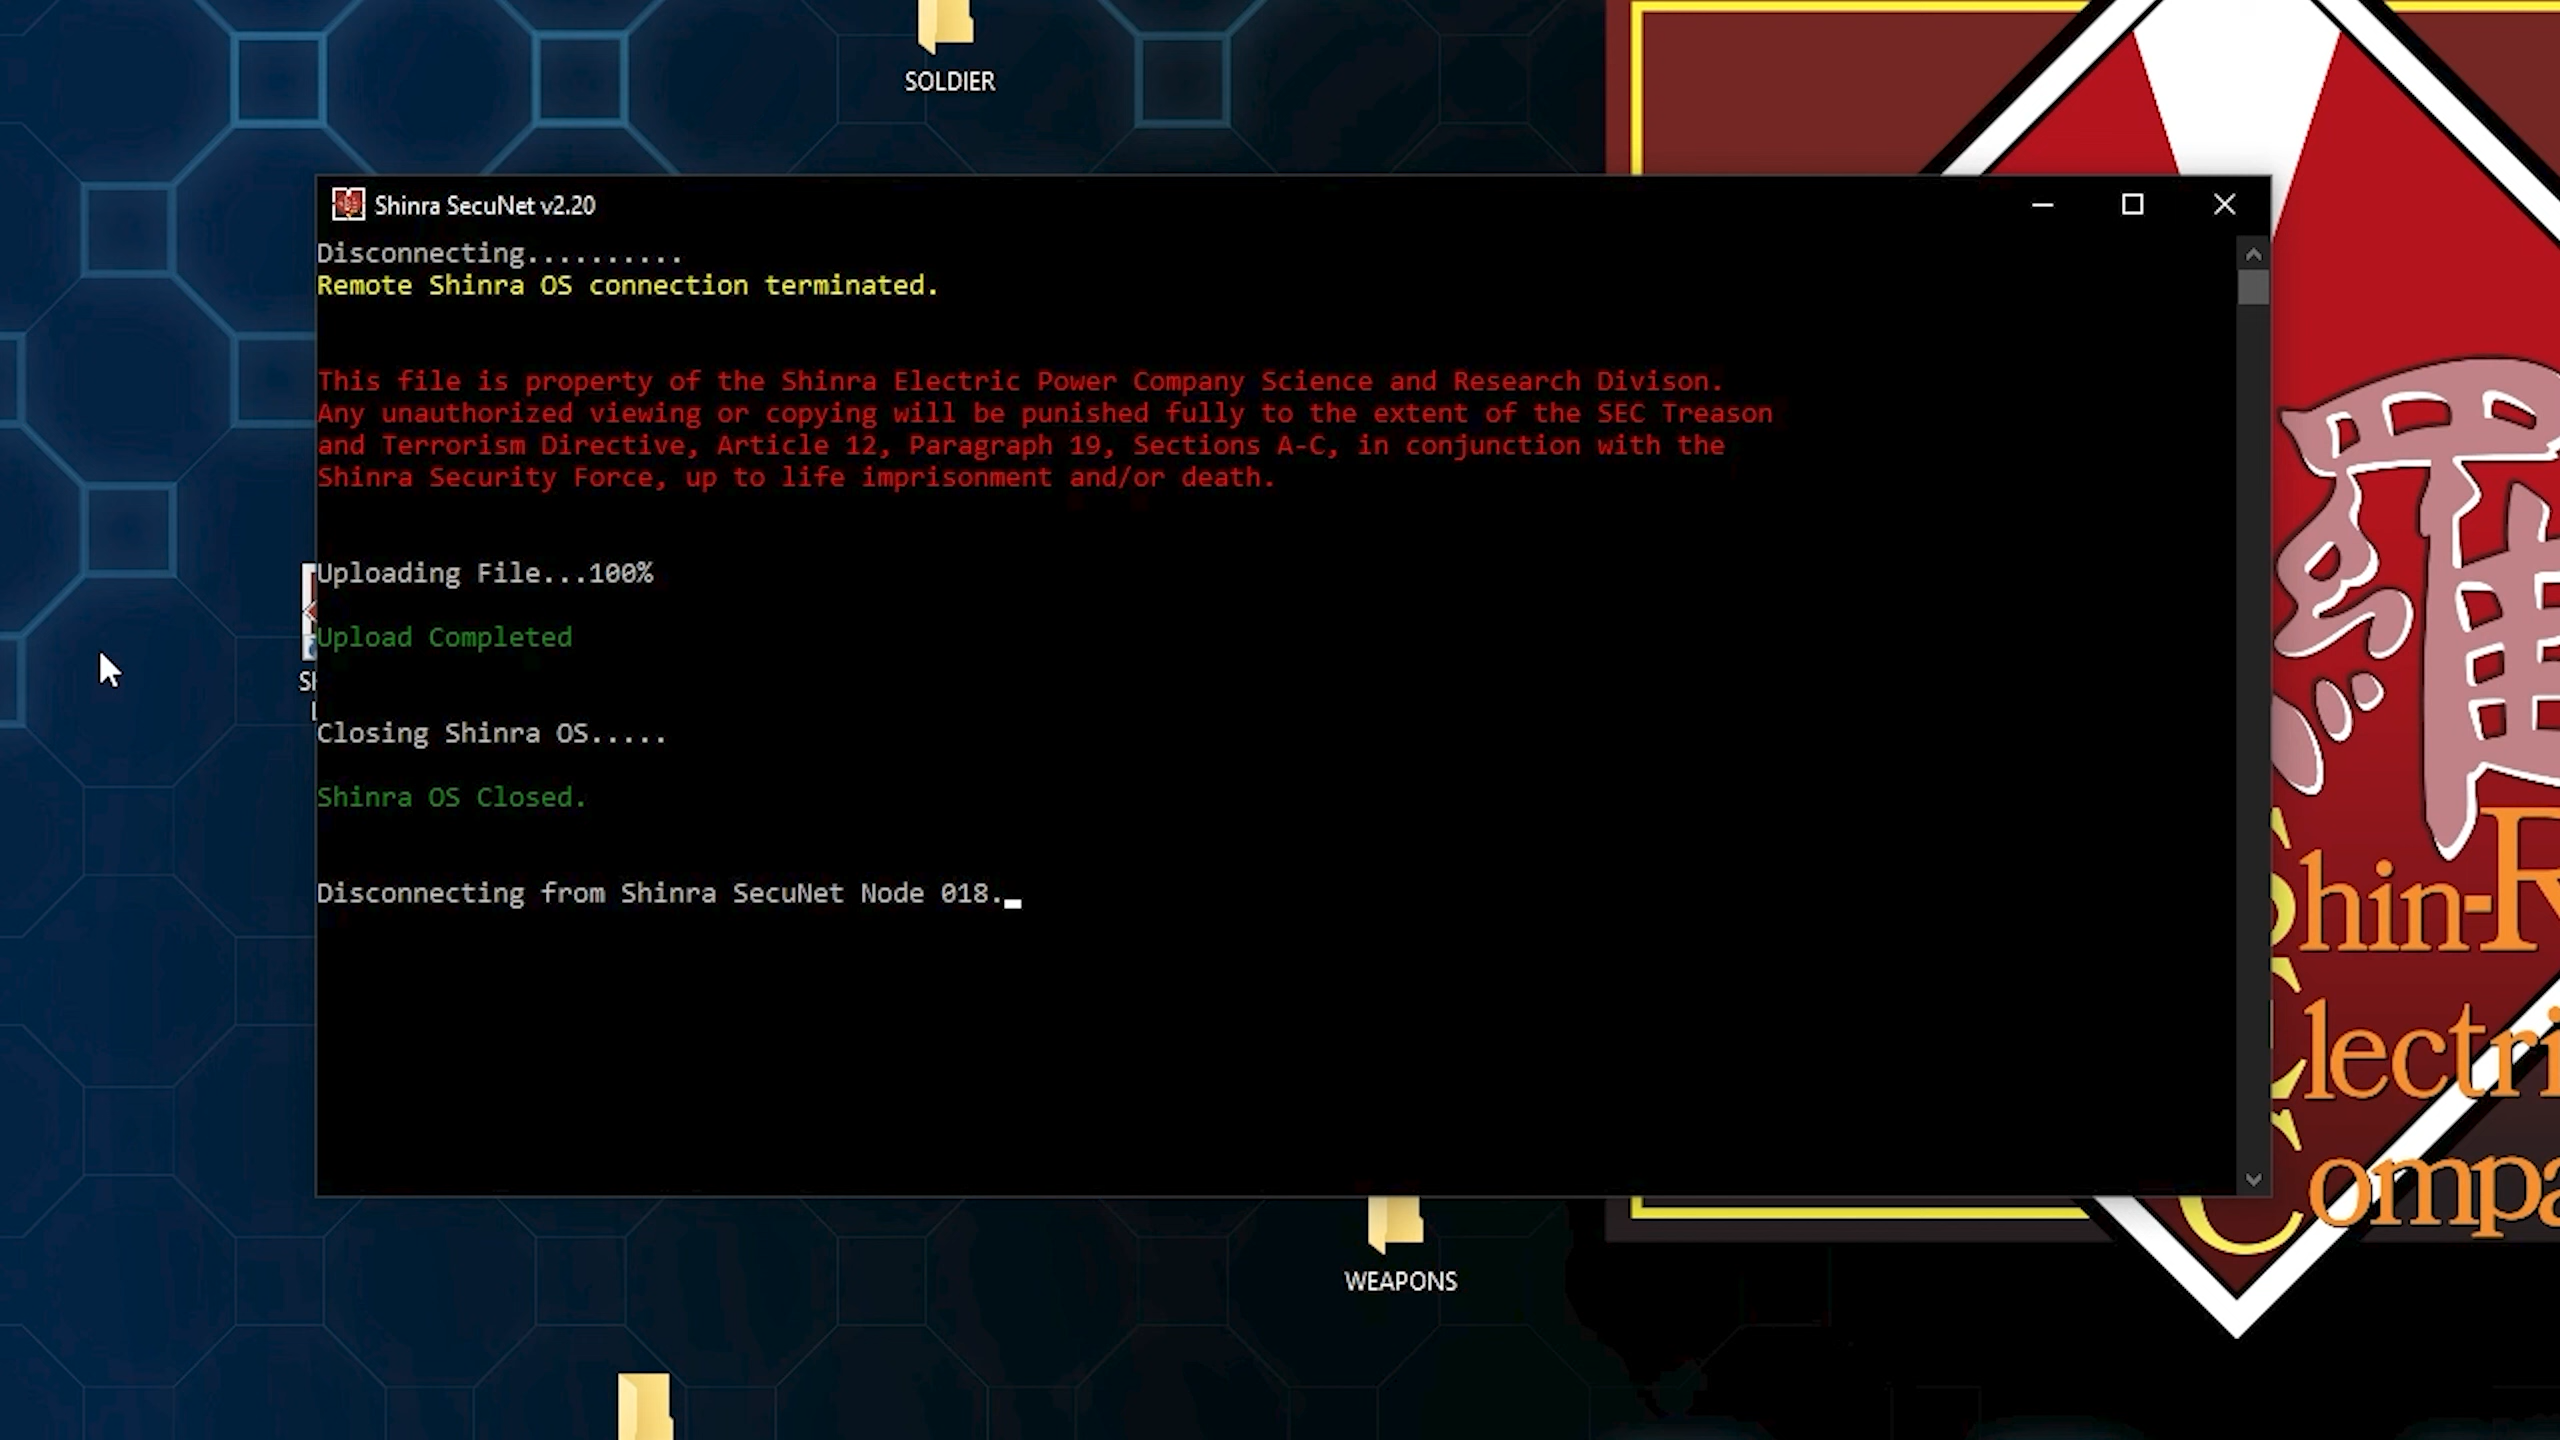 SOLDIER
Shinra SecuNet v2.20
Disconnecting..........
Remote Shinra OS connection terminated.
This file is property of the Shinra Electric Power Company Science and Research Divison.
Any unauthorized viewing or copying will be punished fully to the extent of the SEC Treason
and Terrorism Directive, Article 12, Paragraph 19, Sections A-C, in conjunction with the
Shinra Security Force, up to life imprisonment and/or death.
Uploading File...100%
Upload Completed
Closing Shinra OS.....
Shinra OS Closed.
Disconnecting from Shinra SecuNet Node 018.
羅
Shin-R
Electri
Compa
WEAPONS